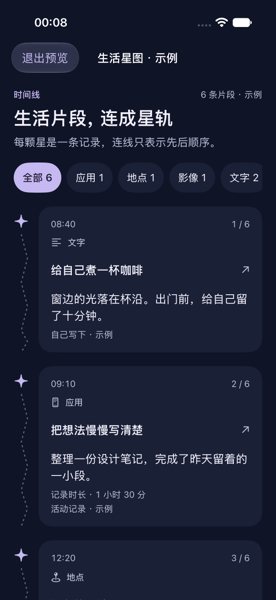 00:08
退出预览
生活星图 · 示例
时间线
6 条片段 · 示例
生活片段，连成星轨
每颗星是一条记录，连线只表示先后顺序。
全部 6
应用 1
地点 1
影像 1
文字 2
08:40
1 / 6
文字
给自己煮一杯咖啡
窗边的光落在杯沿。出门前，给自己留
了十分钟。
自己写下 · 示例
09:10
2 / 6
应用
把想法慢慢写清楚
整理一份设计笔记，完成了昨天留着的
一小段。
记录时长 · 1 小时 30 分
活动记录 · 示例
12:20
3 / 6
地点